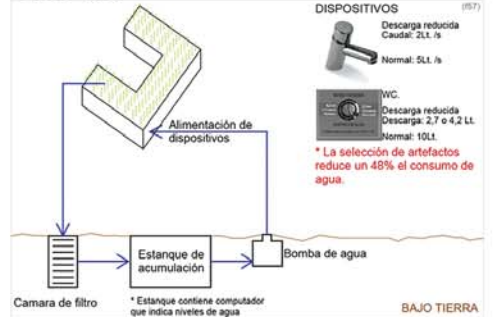 DISPOSITIVOS
(f57)
Descarga reducida
Caudal: 2Lt. /s
Normal: 5Lt. /s
WC.
Descarga reducida
Descarga: 2,7 o 4,2 Lt.
Normal: 10Lt.
* La selección de artefactos
reduce un 48% el consumo de
agua.
Alimentación de
dispositivos
Estanque de
acumulación
Bomba de agua
Camara de filtro
* Estanque contiene computador
que indica niveles de agua
BAJO TIERRA